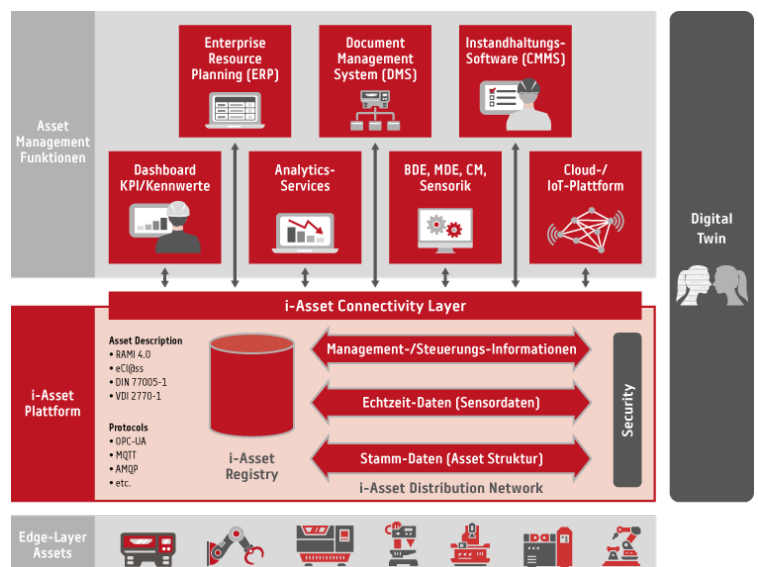 Enterprise
Resource
Planning (ERP)
Document
Management
System (DMS)
Instandhaltungs-
Software (CMMS)
Asset
Management
Funktionen
Dashboard
KPI/Kennwerte
Analytics-
Services
BDE, MDE, CM,
Sensorik
Cloud-/
IoT-Plattform
Digital
Twin
i-Asset Connectivity Layer
i-Asset
Plattform
Asset Description
• RAMI 4.0
• eCl@ss
• DIN 77005-1
• VDI 2770-1
Protocols
• OPC-UA
• MQTT
• AMQP
• etc.
i-Asset
Registry
Management-/Steuerungs-Informationen
Echtzeit-Daten (Sensordaten)
Stamm-Daten (Asset Struktur)
i-Asset Distribution Network
Security
Edge-Layer
Assets